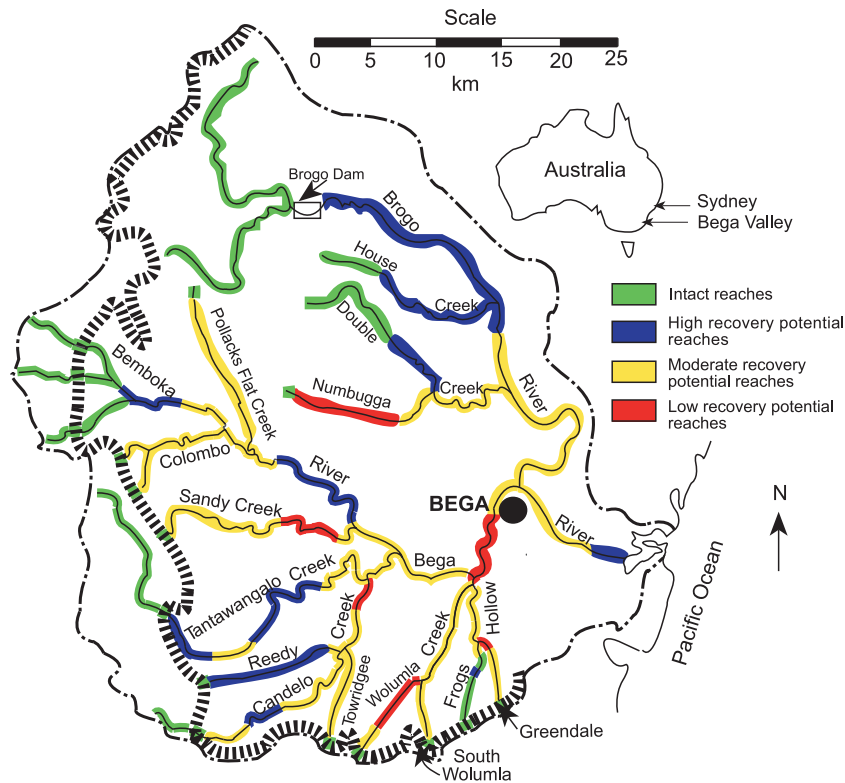 Scale
0 5 10 15 20 25
km
Australia
Sydney
Bega Valley
Brogo Dam
Brogo
House
Creek
Double
Creek
Numbugga
River
Pollacks Flat Creek
Bemboka
Colombo
River
Sandy Creek
BEGA
River
Bega
Tantawangalo Creek
Creek
Reedy
Candelo
Towridgee
Wolumla
Creek
Hollow
Frogs
Greendale
South
Wolumla
Intact reaches
High recovery potential
reaches
Moderate recovery
potential reaches
Low recovery potential
reaches
N
Pacific Ocean